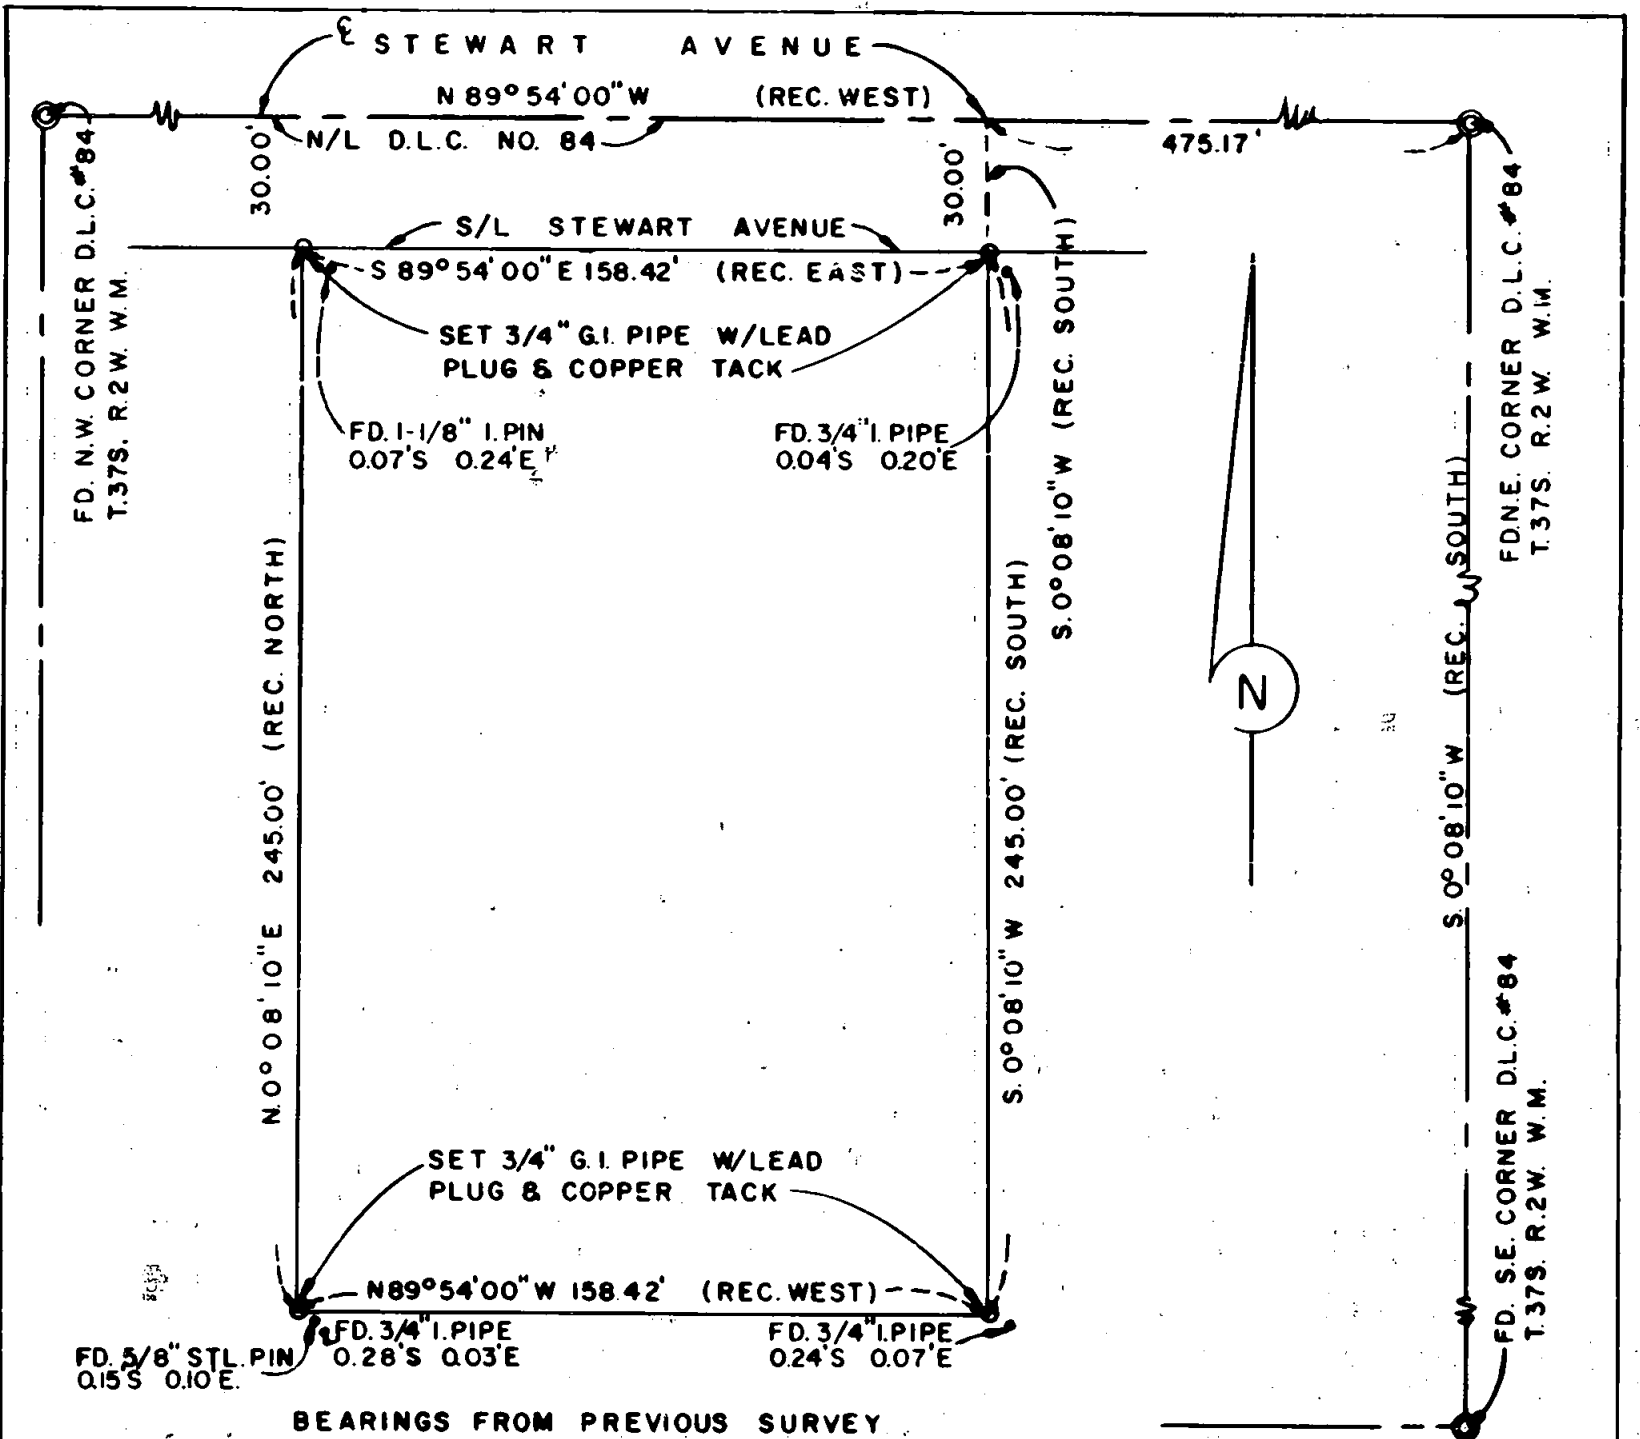 ℄ STEWART AVENUE
N 89° 54' 00" W (REC. WEST)
N/L D.L.C. NO. 84
475.17'
30.00'
30.00'
FD. N.W. CORNER D.L.C. #84
T.37S. R.2W. W.M.
FD. N.E. CORNER D.L.C. #84
T.37S. R.2W. W.M.
S/L STEWART AVENUE
S 89° 54' 00" E 158.42' (REC. EAST)
SET 3/4" G.I. PIPE W/LEAD
PLUG & COPPER TACK
FD. 1-1/8" I. PIN
0.07'S 0.24'E
FD. 3/4" I. PIPE
0.04'S 0.20'E
S. 0° 08' 10" W (REC. SOUTH)
N. 0° 08' 10" E 245.00' (REC. NORTH)
S. 0° 08' 10" W 245.00' (REC. SOUTH)
N
S. 0° 08' 10" W (REC. SOUTH)
FD. S.E. CORNER D.L.C. #84
T.37S. R.2W. W.M.
SET 3/4" G.I. PIPE W/LEAD
PLUG & COPPER TACK
N 89° 54' 00" W 158.42' (REC. WEST)
FD. 3/4" I. PIPE
0.28'S 0.03'E
FD. 3/4" I. PIPE
0.24'S 0.07'E
FD. 5/8" STL. PIN
0.15'S 0.10'E.
BEARINGS FROM PREVIOUS SURVEY